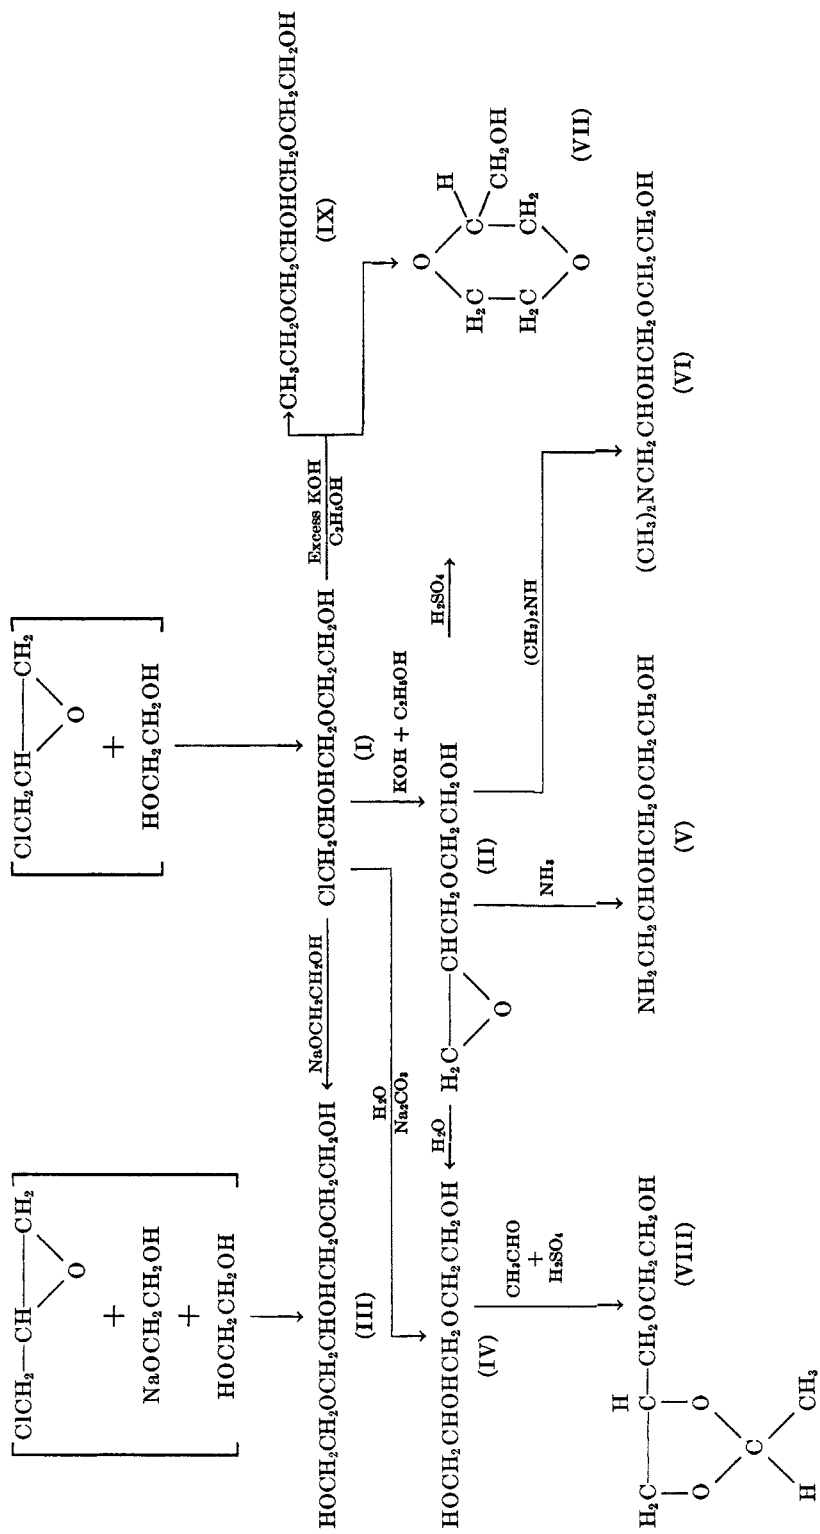 ClCH₂—CH—CH₂
O
+
NaOCH₂CH₂OH
+
HOCH₂CH₂OH
ClCH₂CH—CH₂
O
+
HOCH₂CH₂OH
HOCH₂CH₂OCH₂CHOHCH₂OCH₂CH₂OH
(III)
NaOCH₂CH₂OH
ClCH₂CHOHCH₂OCH₂CH₂OH
(I)
Excess KOH
C₂H₅OH
CH₃CH₂OCH₂CHOHCH₂OCH₂CH₂OH
(IX)
H₂O
Na₂CO₃
KOH + C₂H₅OH
HOCH₂CHOHCH₂OCH₂CH₂OH
(IV)
H₂O
H₂C—CHCH₂OCH₂CH₂OH
O
(II)
H₂SO₄
O
H₂C
C
H
CH₂OH
H₂C
CH₂
O
(VII)
CH₃CHO
+
H₂SO₄
NH₃
(CH₃)₂NH
H
H₂C—C—CH₂OCH₂CH₂OH
O
O
C
H
CH₃
(VIII)
NH₂CH₂CHOHCH₂OCH₂CH₂OH
(V)
(CH₃)₂NCH₂CHOHCH₂OCH₂CH₂OH
(VI)